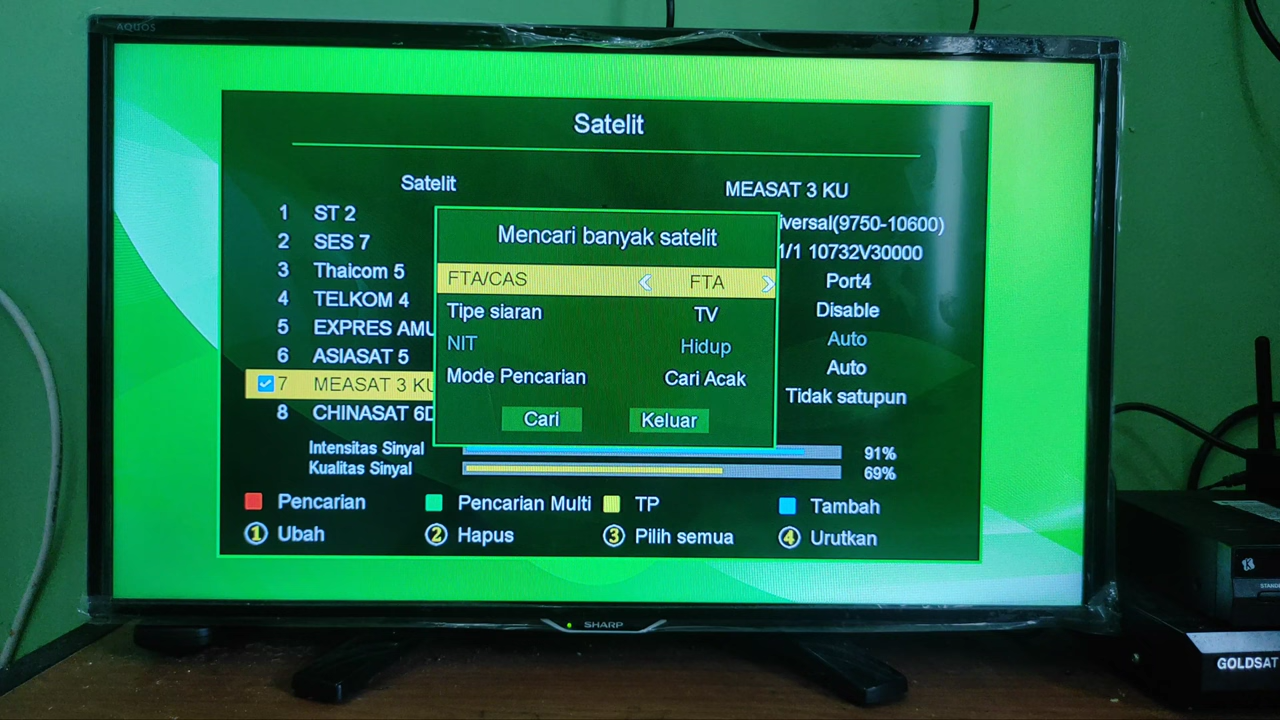 AQUOS
Satelit
Satelit
MEASAT 3 KU
1 ST 2
2 SES 7
3 Thaicom 5
4 TELKOM 4
5 EXPRES AMU
6 ASIASAT 5
7 MEASAT 3 KU
8 CHINASAT 6D
iversal(9750-10600)
1/1 10732V30000
Port4
Disable
Auto
Auto
Tidak satupun
Mencari banyak satelit
FTA/CAS FTA
Tipe siaran TV
NIT Hidup
Mode Pencarian Cari Acak
Cari Keluar
Intensitas Sinyal 91%
Kualitas Sinyal 69%
Pencarian Pencarian Multi TP Tambah
1 Ubah 2 Hapus 3 Pilih semua 4 Urutkan
SHARP
GOLDSAT